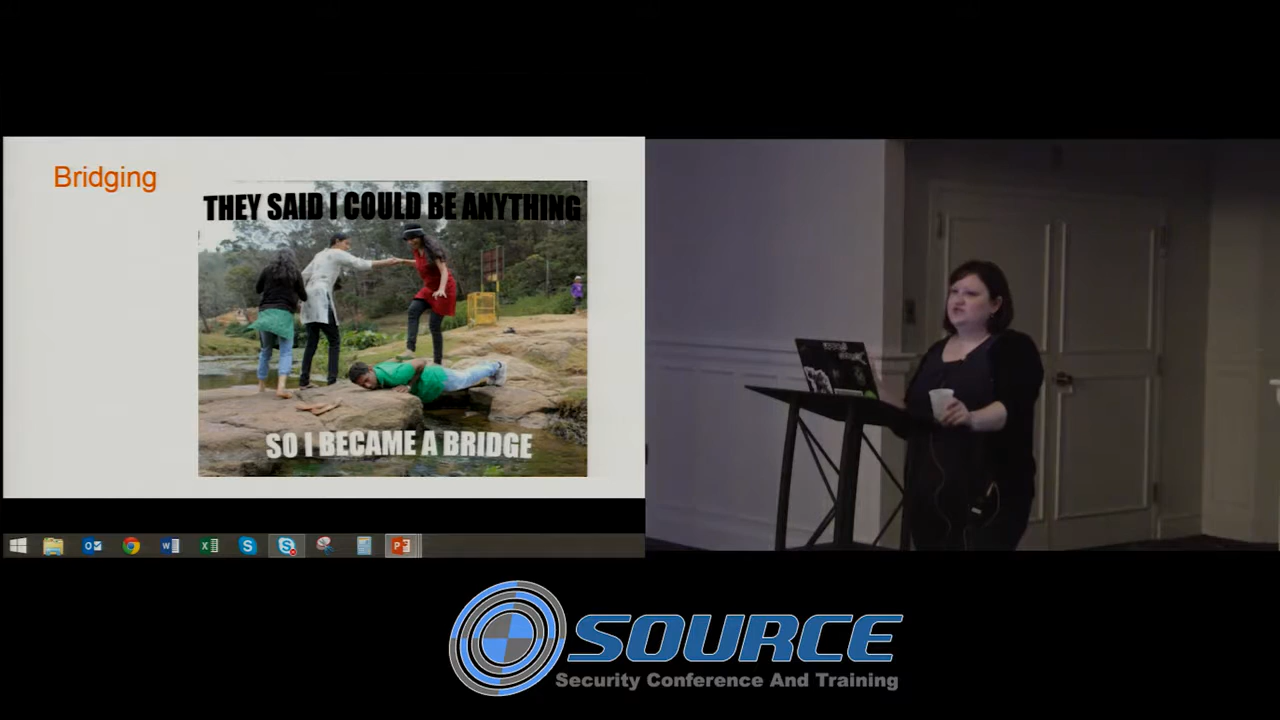 Bridging
THEY SAID I COULD BE ANYTHING
SO I BECAME A BRIDGE
SOURCE
Security Conference And Training